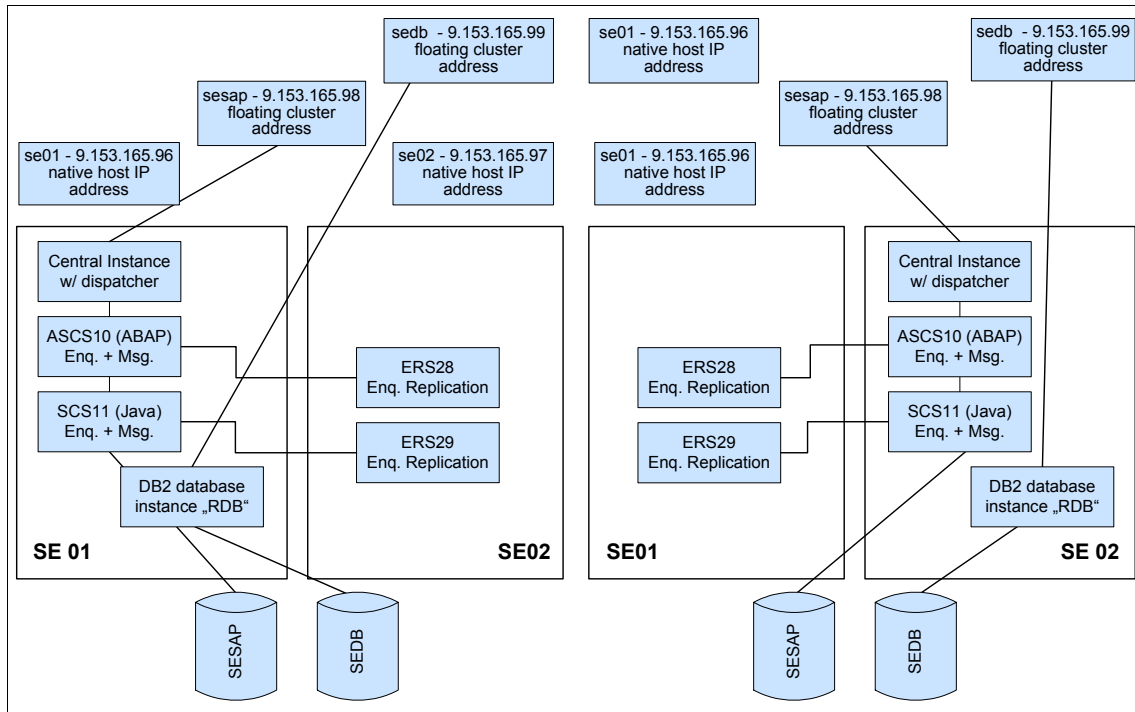 sedb - 9.153.165.99
floating cluster
address
sesap - 9.153.165.98
floating cluster
address
se01 - 9.153.165.96
native host IP
address
se02 - 9.153.165.97
native host IP
address
Central Instance
w/ dispatcher
ASCS10 (ABAP)
Enq. + Msg.
SCS11 (Java)
Enq. + Msg.
DB2 database
instance „RDB“
SE 01
ERS28
Enq. Replication
ERS29
Enq. Replication
SE02
SESAP
SEDB
se01 - 9.153.165.96
native host IP
address
sedb - 9.153.165.99
floating cluster
address
sesap - 9.153.165.98
floating cluster
address
se01 - 9.153.165.96
native host IP
address
ERS28
Enq. Replication
ERS29
Enq. Replication
SE01
Central Instance
w/ dispatcher
ASCS10 (ABAP)
Enq. + Msg.
SCS11 (Java)
Enq. + Msg.
DB2 database
instance „RDB“
SE 02
SESAP
SEDB